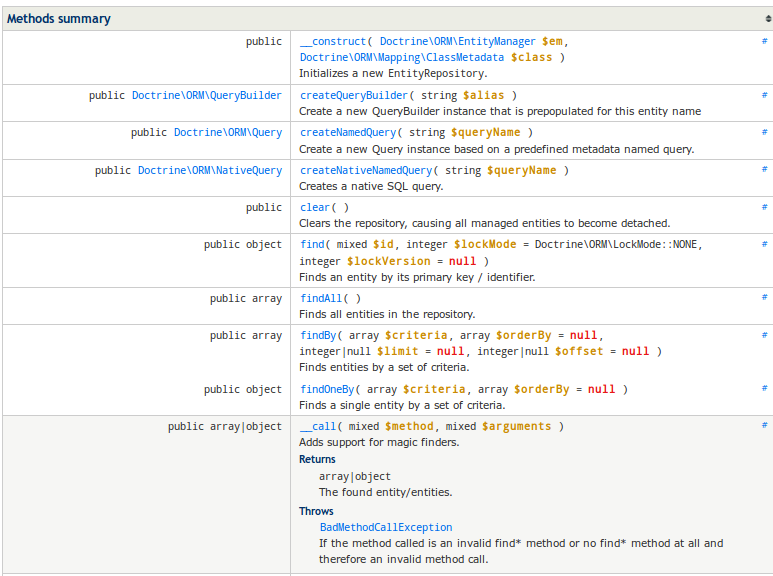 Methods summary
public __construct( Doctrine\ORM\EntityManager $em, #
Doctrine\ORM\Mapping\ClassMetadata $class )
Initializes a new EntityRepository.
public Doctrine\ORM\QueryBuilder createQueryBuilder( string $alias ) #
Create a new QueryBuilder instance that is prepopulated for this entity name
public Doctrine\ORM\Query createNamedQuery( string $queryName ) #
Create a new Query instance based on a predefined metadata named query.
public Doctrine\ORM\NativeQuery createNativeNamedQuery( string $queryName ) #
Creates a native SQL query.
public clear( ) #
Clears the repository, causing all managed entities to become detached.
public object find( mixed $id, integer $lockMode = Doctrine\ORM\LockMode::NONE, #
integer $lockVersion = null )
Finds an entity by its primary key / identifier.
public array findAll( ) #
Finds all entities in the repository.
public array findBy( array $criteria, array $orderBy = null, #
integer|null $limit = null, integer|null $offset = null )
Finds entities by a set of criteria.
public object findOneBy( array $criteria, array $orderBy = null ) #
Finds a single entity by a set of criteria.
public array|object __call( mixed $method, mixed $arguments ) #
Adds support for magic finders.
Returns
array|object
The found entity/entities.
Throws
BadMethodCallException
If the method called is an invalid find* method or no find* method at all and
therefore an invalid method call.